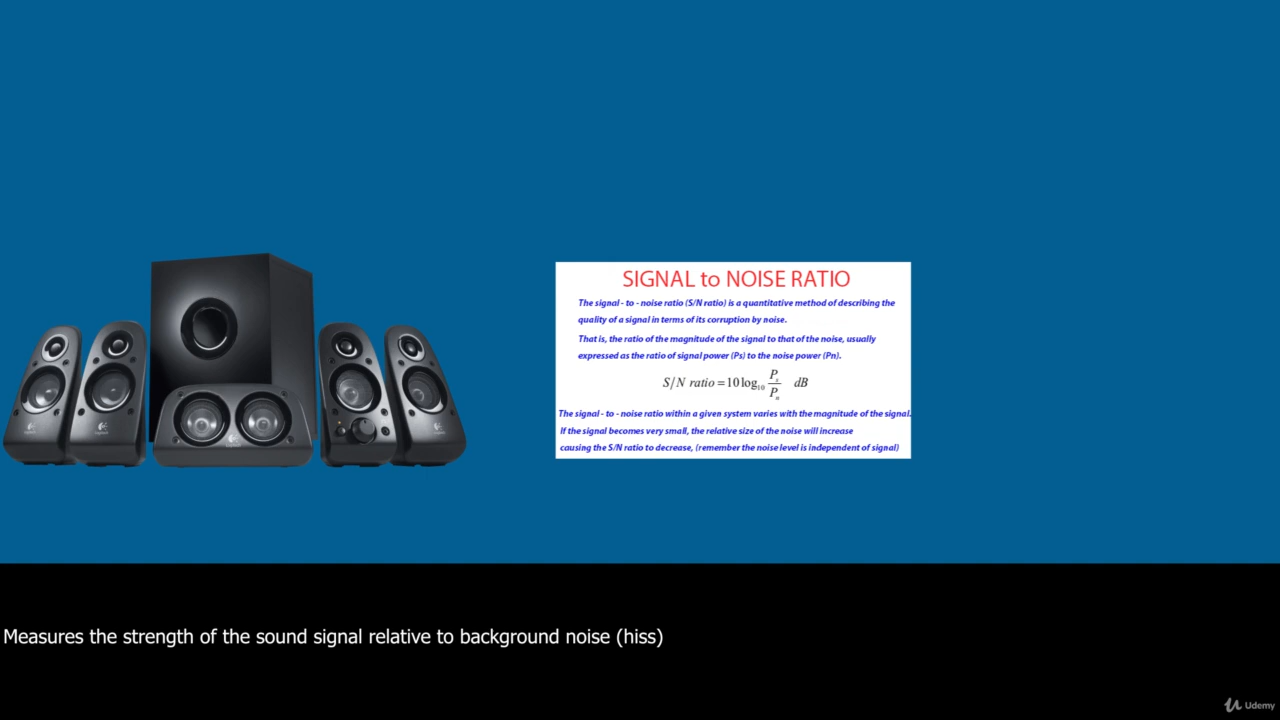 SIGNAL to NOISE RATIO
The signal - to - noise ratio (S/N ratio) is a quantitative method of describing the
quality of a signal in terms of its corruption by noise.
That is, the ratio of the magnitude of the signal to that of the noise, usually
expressed as the ratio of signal power (Ps) to the noise power (Pn).
S/N ratio = 10 log10 Ps/Pn dB
The signal - to - noise ratio within a given system varies with the magnitude of the signal.
If the signal becomes very small, the relative size of the noise will increase
causing the S/N ratio to decrease, (remember the noise level is independent of signal)
Measures the strength of the sound signal relative to background noise (hiss)
Udemy